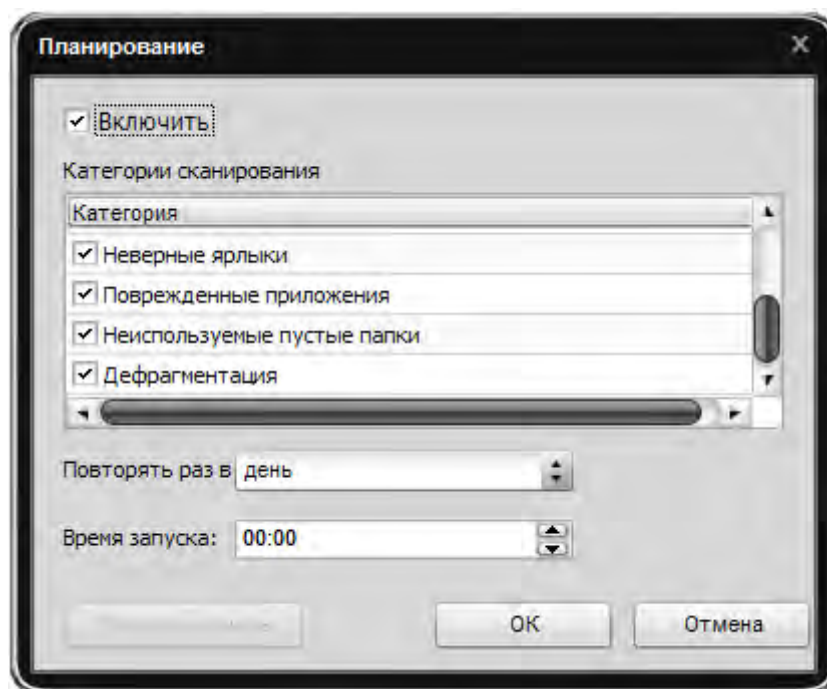 Планирование
Включить
Категории сканирования
Категория
Неверные ярлыки
Поврежденные приложения
Неиспользуемые пустые папки
Дефрагментация
Повторять раз в день
Время запуска: 00:00
OK Отмена